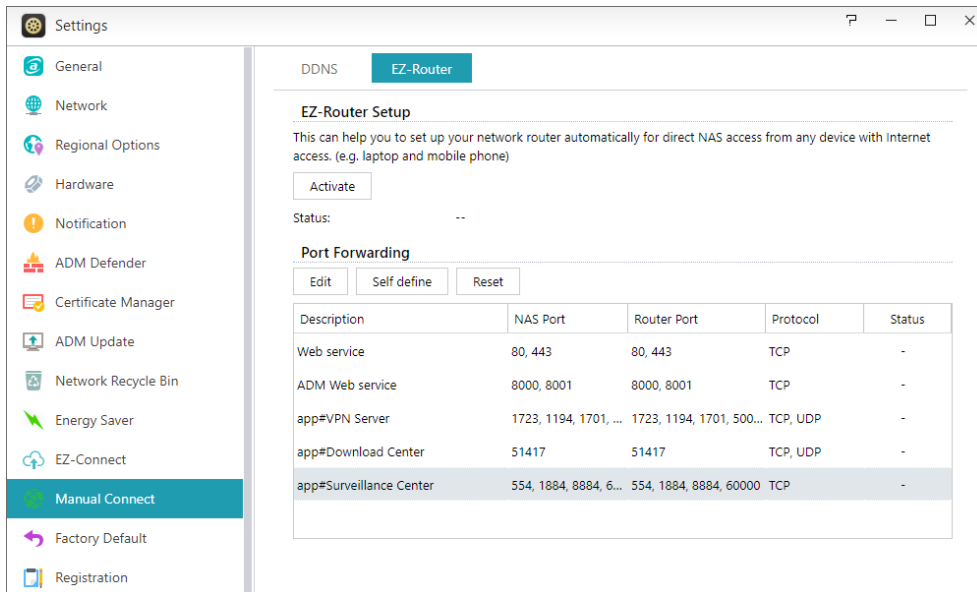 Settings
General
Network
Regional Options
Hardware
Notification
ADM Defender
Certificate Manager
ADM Update
Network Recycle Bin
Energy Saver
EZ-Connect
Manual Connect
Factory Default
Registration
DDNS EZ-Router
EZ-Router Setup
This can help you to set up your network router automatically for direct NAS access from any device with Internet
access. (e.g. laptop and mobile phone)
Activate
Status: --
Port Forwarding
Edit Self define Reset
Description NAS Port Router Port Protocol Status
Web service 80, 443 80, 443 TCP -
ADM Web service 8000, 8001 8000, 8001 TCP -
app#VPN Server 1723, 1194, 1701, ... 1723, 1194, 1701, 500... TCP, UDP -
app#Download Center 51417 51417 TCP, UDP -
app#Surveillance Center 554, 1884, 8884, 6... 554, 1884, 8884, 60000 TCP -